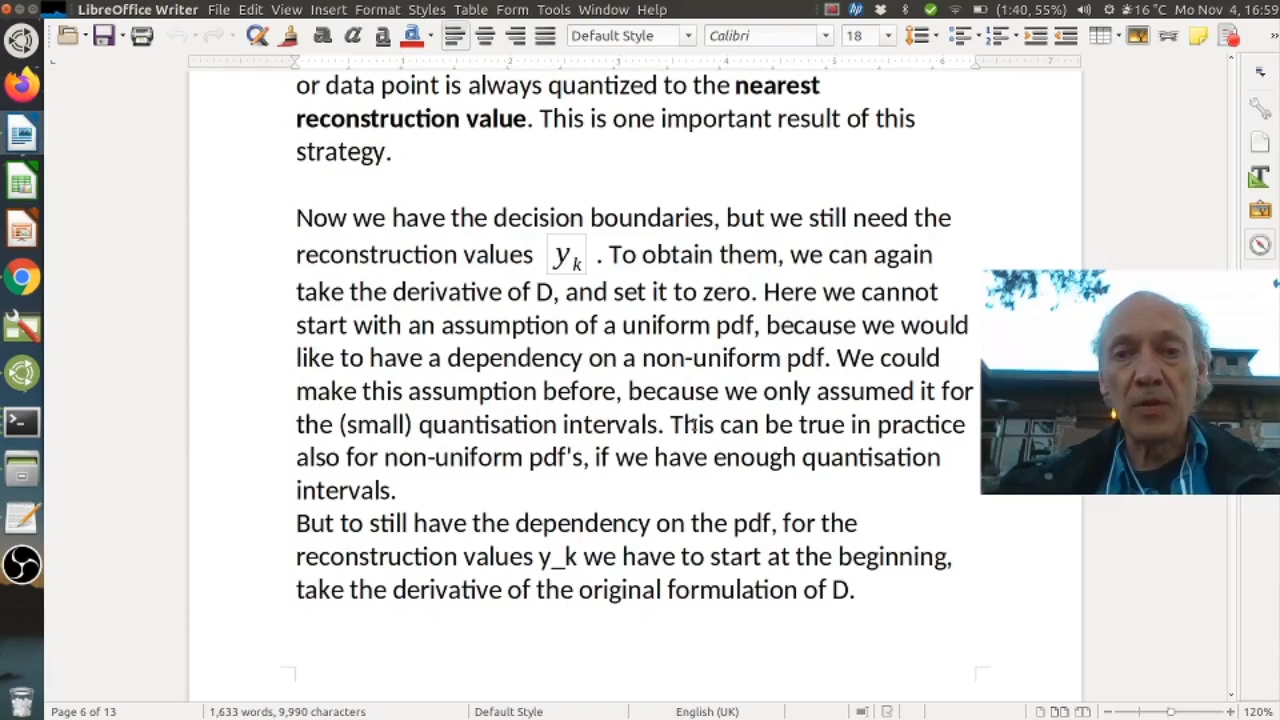 LibreOffice Writer File Edit View Insert Format Styles Table Form Tools Window Help
(1:40, 55%) 16 °C Mo Nov 4, 16:59
Default Style Calibri 18
1 2 3 4 5 6 7
or data point is always quantized to the nearest
reconstruction value. This is one important result of this
strategy.
Now we have the decision boundaries, but we still need the
reconstruction values y_k . To obtain them, we can again
take the derivative of D, and set it to zero. Here we cannot
start with an assumption of a uniform pdf, because we would
like to have a dependency on a non-uniform pdf. We could
make this assumption before, because we only assumed it for
the (small) quantisation intervals. This can be true in practice
also for non-uniform pdf's, if we have enough quantisation
intervals.
But to still have the dependency on the pdf, for the
reconstruction values y_k we have to start at the beginning,
take the derivative of the original formulation of D.
Page 6 of 13 1,633 words, 9,990 characters Default Style English (UK) 120%